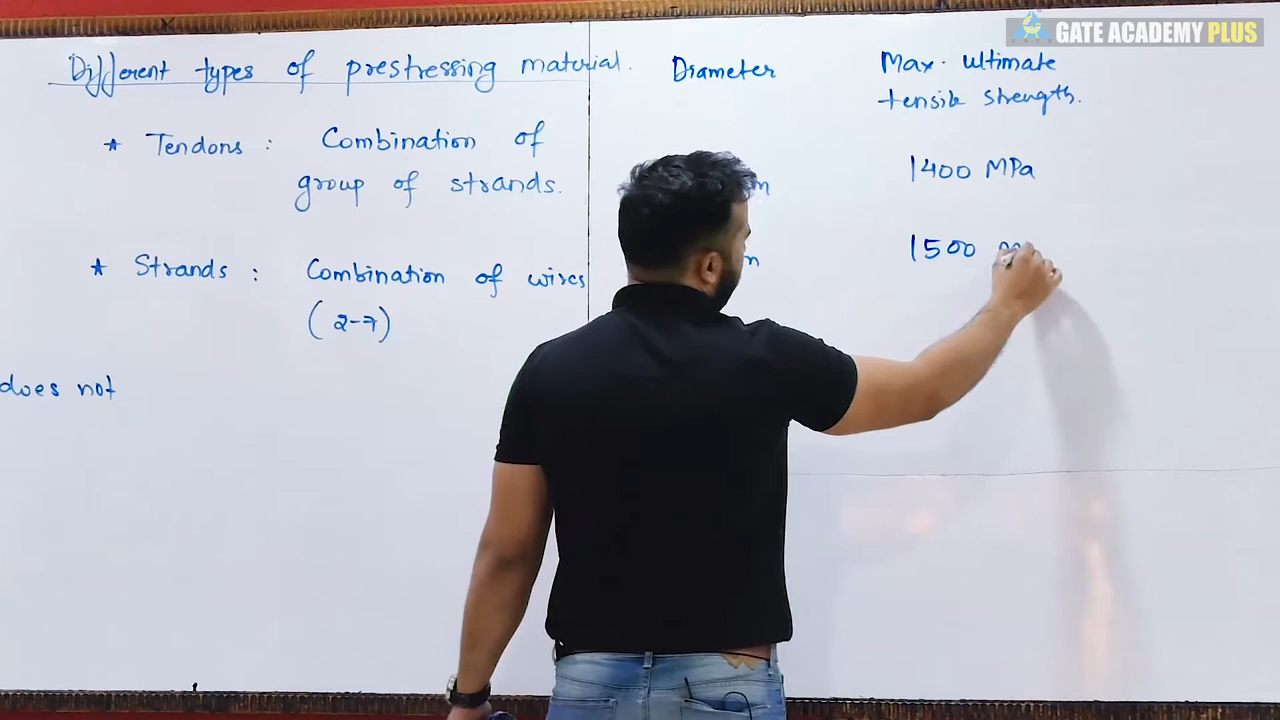 GATE ACADEMY PLUS
Different types of prestressing material.
Diameter
Max. ultimate
tensile strength.
* Tendons : Combination of
group of strands.
m
1400 MPa
* Strands : Combination of wires
(2-7)
1500 m
does not